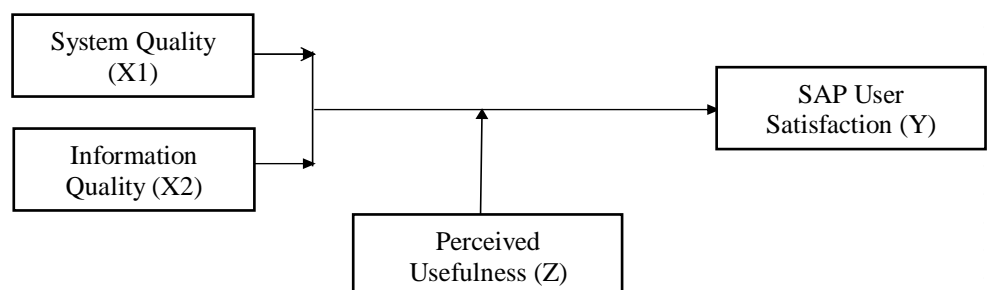 System Quality
(X1)
SAP User
Satisfaction (Y)
Information
Quality (X2)
Perceived
Usefulness (Z)